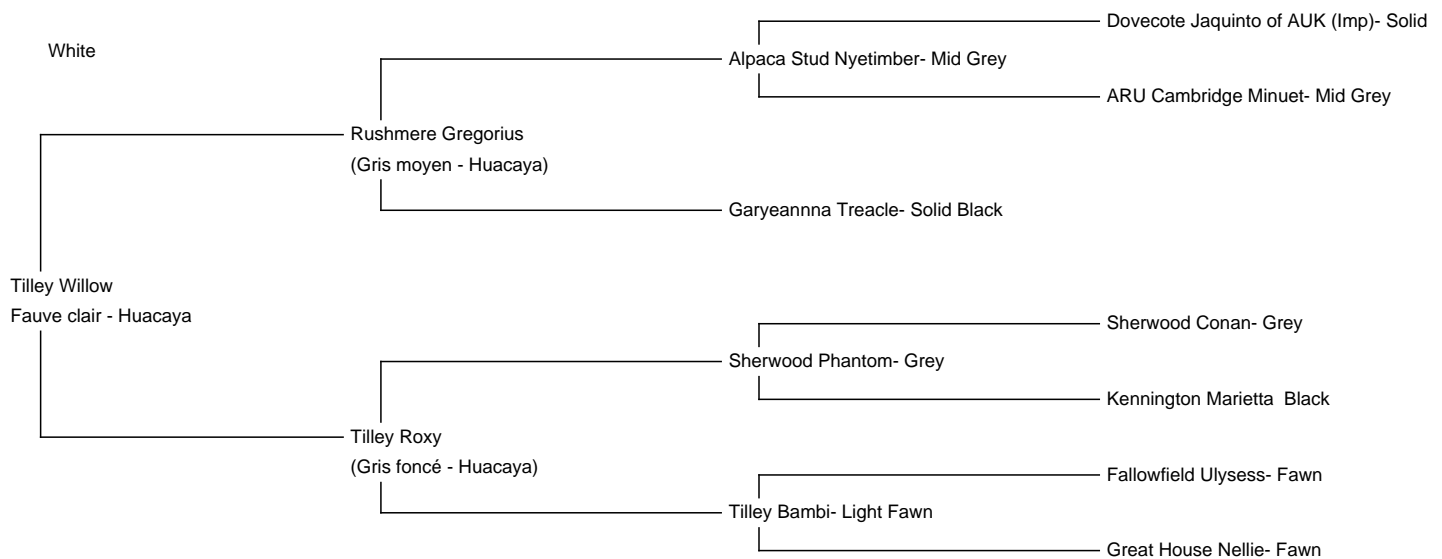 Dovecote Jaquinto of AUK (Imp)- Solid
White
Alpaca Stud Nyetimber- Mid Grey
ARU Cambridge Minuet- Mid Grey
Rushmere Gregorius
(Gris moyen - Huacaya)
Garyeannna Treacle- Solid Black
Tilley Willow
Fauve clair - Huacaya
Sherwood Conan- Grey
Sherwood Phantom- Grey
Kennington Marietta  Black
Tilley Roxy
(Gris foncé - Huacaya)
Fallowfield Ulysess- Fawn
Tilley Bambi- Light Fawn
Great House Nellie- Fawn